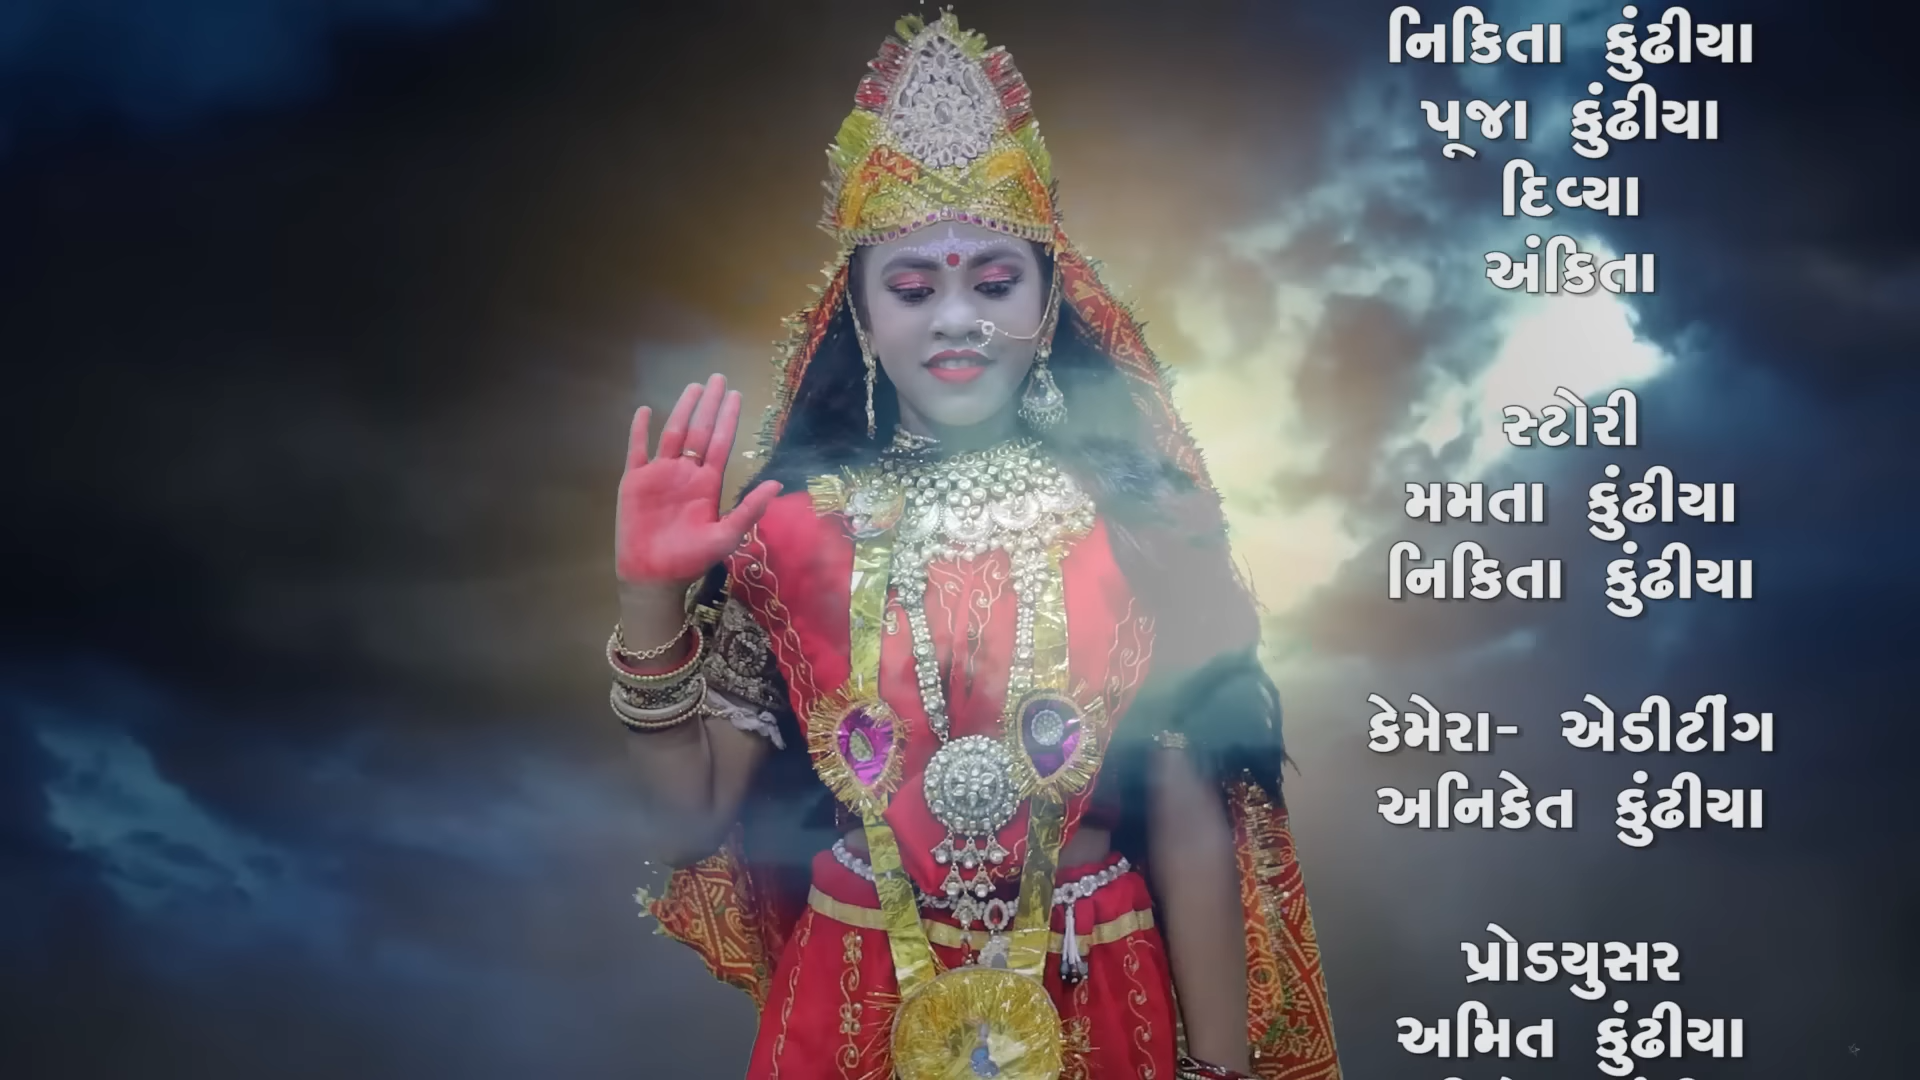 નિકિતા કુંઢીયા
પૂજા કુંઢીયા
દિવ્યા
અંકિતા
સ્ટોરી
મમતા કુંઢીયા
નિકિતા કુંઢીયા
કેમેરા- એડીટીંગ
અનિકેત કુંઢીયા
પ્રોડયુસર
અમિત કુંઢીયા